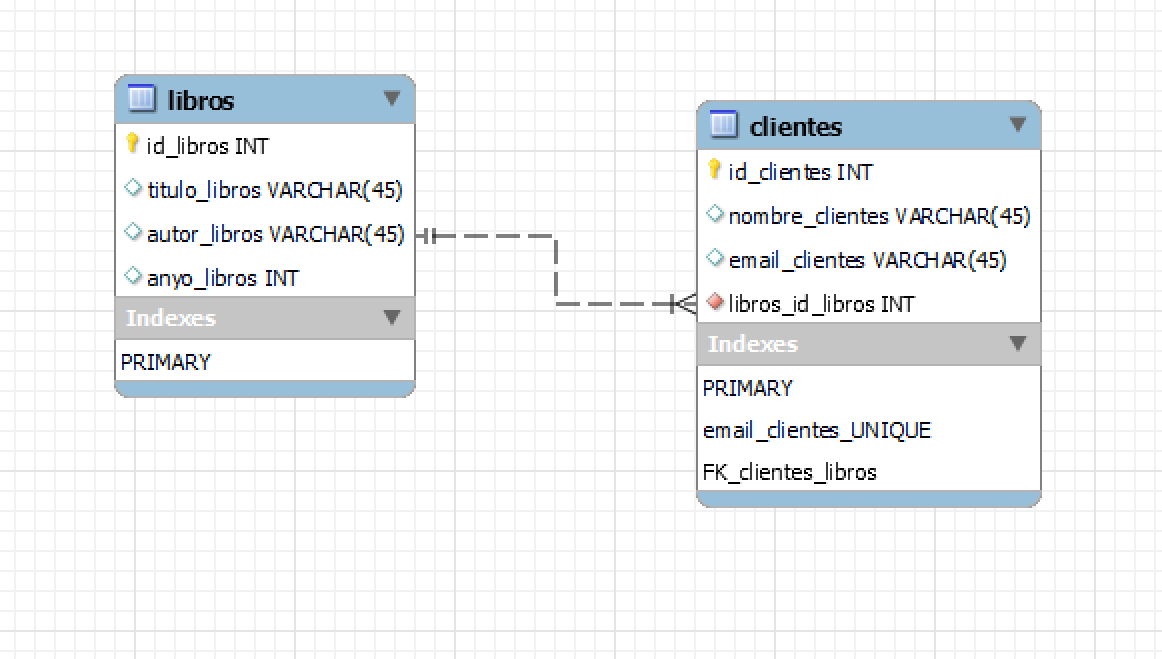 libros
id_libros INT
titulo_libros VARCHAR(45)
autor_libros VARCHAR(45)
anyo_libros INT
Indexes
PRIMARY
clientes
id_clientes INT
nombre_clientes VARCHAR(45)
email_clientes VARCHAR(45)
libros_id_libros INT
Indexes
PRIMARY
email_clientes_UNIQUE
FK_clientes_libros